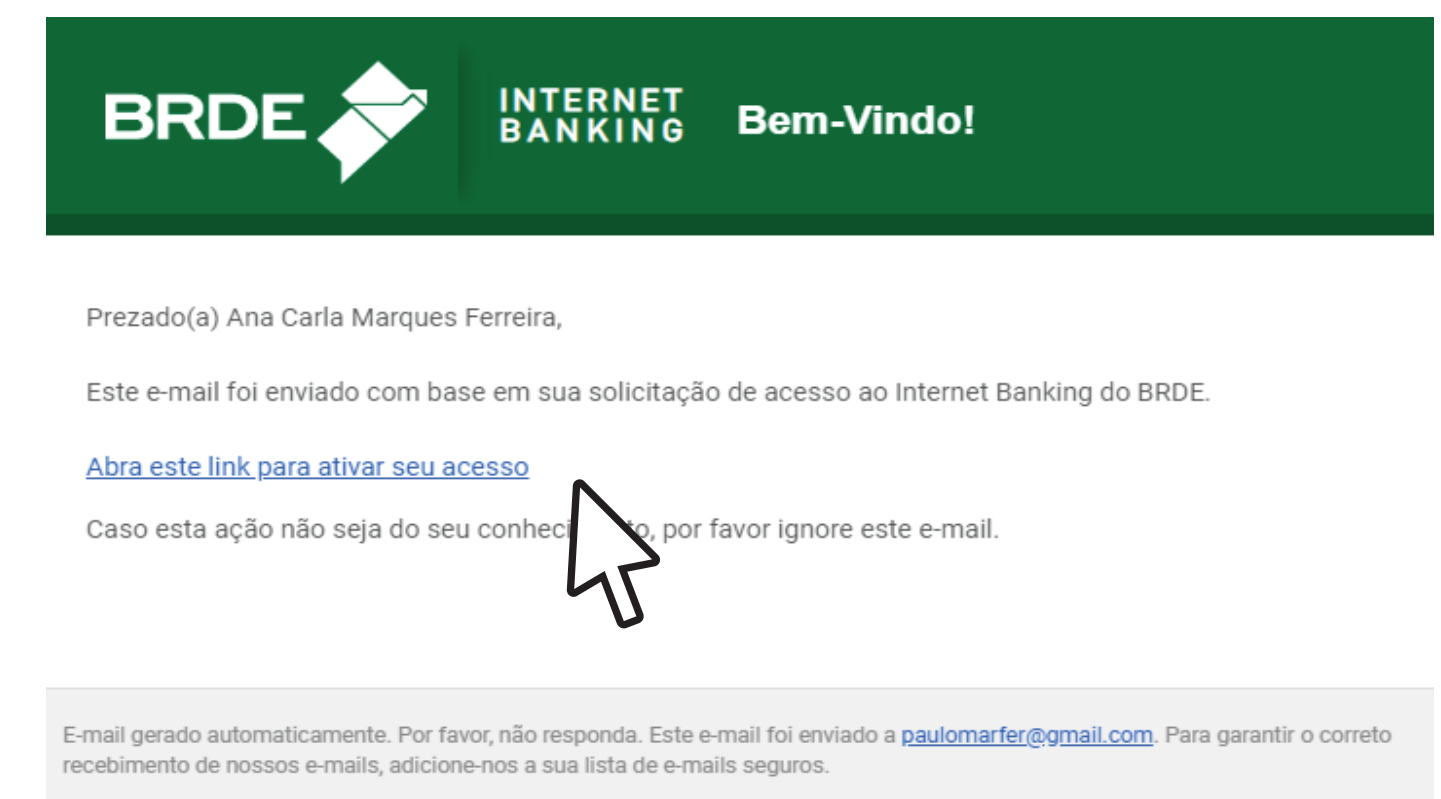 BRDE
INTERNET
BANKING
Bem-Vindo!
Prezado(a) Ana Carla Marques Ferreira,
Este e-mail foi enviado com base em sua solicitação de acesso ao Internet Banking do BRDE.
Abra este link para ativar seu acesso
Caso esta ação não seja do seu conhecimento, por favor ignore este e-mail.
E-mail gerado automaticamente. Por favor, não responda. Este e-mail foi enviado a paulomarfer@gmail.com. Para garantir o correto
recebimento de nossos e-mails, adicione-nos a sua lista de e-mails seguros.